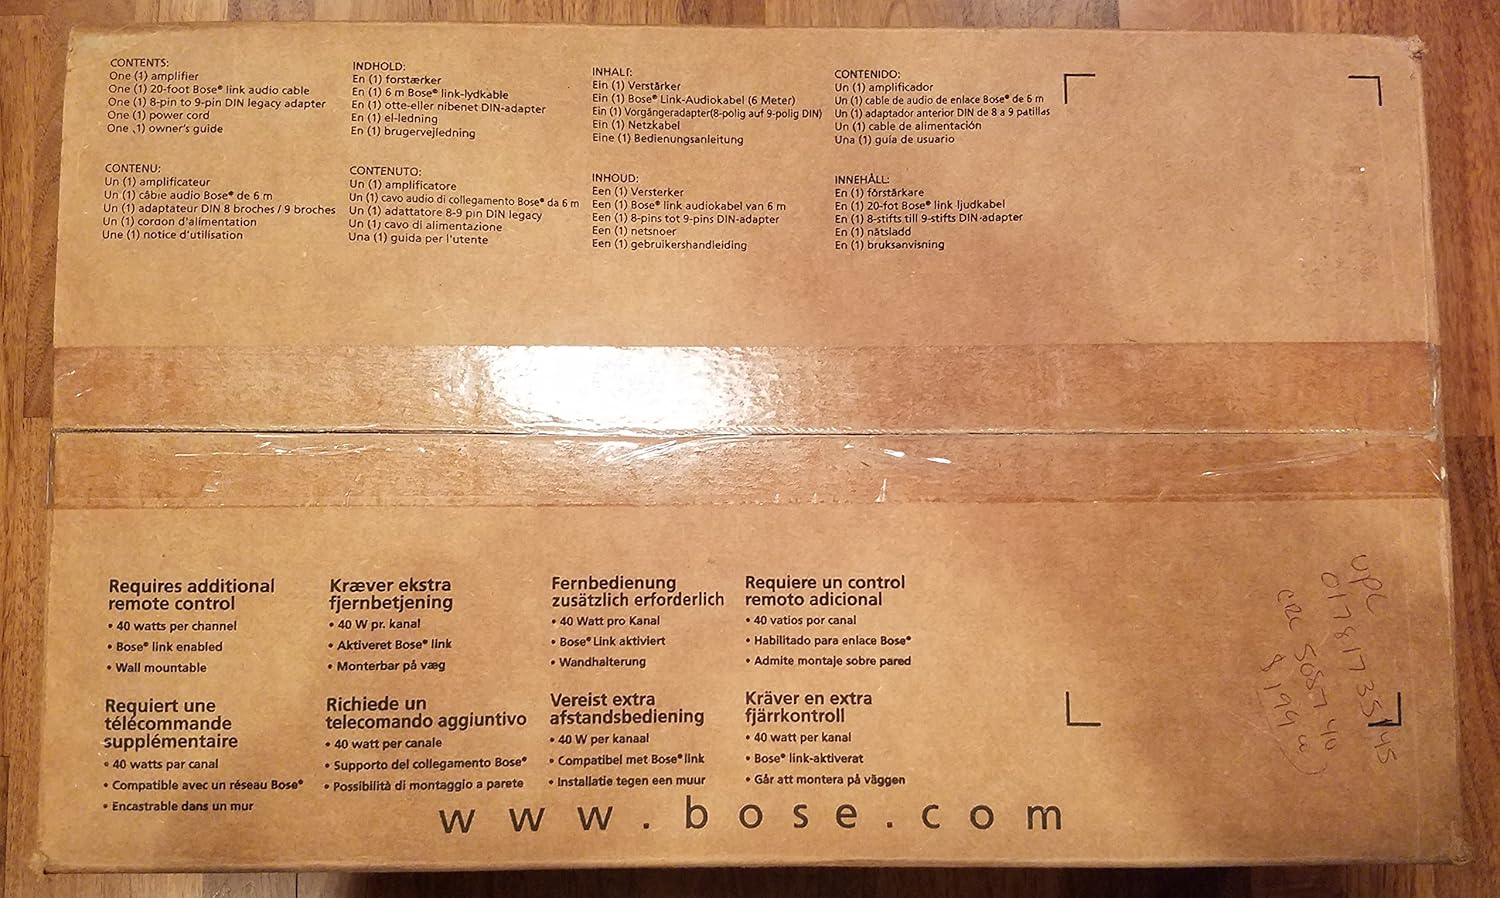 CONTENTS:
One (1) amplifier
One (1) 20-foot Bose® link audio cable
One (1) 8-pin to 9-pin DIN legacy adapter
One (1) power cord
One (1) owner's guide
INDHOLD:
En (1) forstærker
En (1) 6 m Bose® link-lydkable
En (1) otte-eller nibenet DIN-adapter
En (1) el-ledning
En (1) brugervejledning
INHALT:
Ein (1) Verstärker
Ein (1) Bose® Link-Audiokabel (6 Meter)
Ein (1) Vorgängeradapter(8-polig auf 9-polig DIN)
Ein (1) Netzkabel
Eine (1) Bedienungsanleitung
CONTENIDO:
Un (1) amplificador
Un (1) cable de audio de enlace Bose® de 6 m
Un (1) adaptador anterior DIN de 8 a 9 patillas
Un (1) cable de alimentación
Una (1) guía de usuario
CONTENU:
Un (1) amplificateur
Un (1) câble audio Bose® de 6 m
Un (1) adaptateur DIN 8 broches / 9 broches
Un (1) cordon d'alimentation
Une (1) notice d'utilisation
CONTENUTO:
Un (1) amplificatore
Un (1) cavo audio di collegamento Bose® da 6 m
Un (1) adattatore 8-9 pin DIN legacy
Un (1) cavo di alimentazione
Una (1) guida per l'utente
INHOUD:
Een (1) Versterker
Een (1) Bose® link audiokabel van 6 m
Een (1) 8-pins tot 9-pins DIN-adapter
Een (1) netsnoer
Een (1) gebruikershandleiding
INNEHÅLL:
En (1) förstärkare
En (1) 20-fot Bose® link ljudkabel
En (1) 8-stifts till 9-stifts DIN-adapter
En (1) nätsladd
En (1) bruksanvisning
Requires additional
remote control
• 40 watts per channel
• Bose® link enabled
• Wall mountable
Kræver ekstra
fjernbetjening
• 40 W pr. kanal
• Aktiveret Bose® link
• Monterbar på væg
Fernbedienung
zusätzlich erforderlich
• 40 Watt pro Kanal
• Bose® Link aktiviert
• Wandhalterung
Requiere un control
remoto adicional
• 40 vatios por canal
• Habilitado para enlace Bose®
• Admite montaje sobre pared
Requiert une
télécommande
supplémentaire
• 40 watts par canal
• Compatible avec un réseau Bose®
• Encastrable dans un mur
Richiede un
telecomando aggiuntivo
• 40 watt per canale
• Supporto del collegamento Bose®
• Possibilità di montaggio a parete
Vereist extra
afstandsbediening
• 40 W per kanaal
• Compatibel met Bose® link
• Installatie tegen een muur
Kräver en extra
fjärrkontroll
• 40 watt per kanal
• Bose® link-aktiverat
• Går att montera på väggen
www.bose.com
UPC